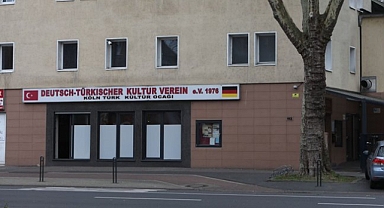 DEUTSCH-TÜRKISCHER KULTUR VEREIN e.V. 1976
KÖLN TÜRK KÜLTÜR OCAĞI